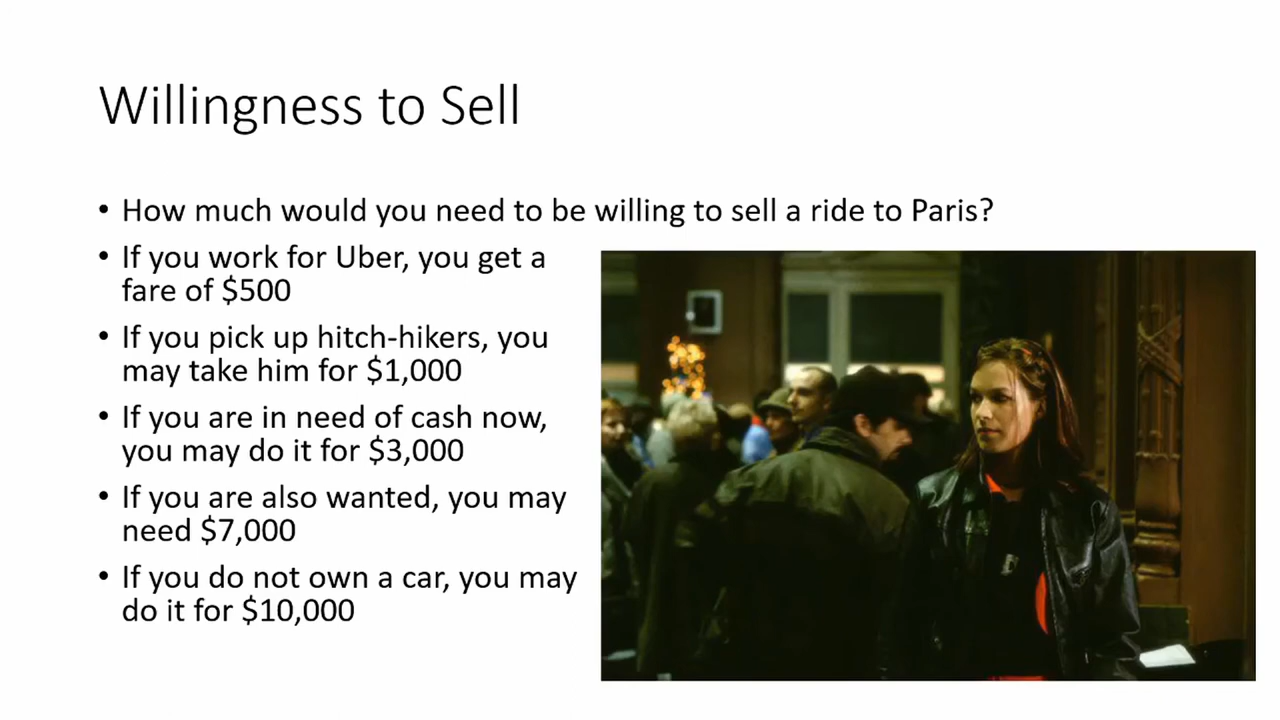 Willingness to Sell
• How much would you need to be willing to sell a ride to Paris?
• If you work for Uber, you get a
fare of $500
• If you pick up hitch-hikers, you
may take him for $1,000
• If you are in need of cash now,
you may do it for $3,000
• If you are also wanted, you may
need $7,000
• If you do not own a car, you may
do it for $10,000